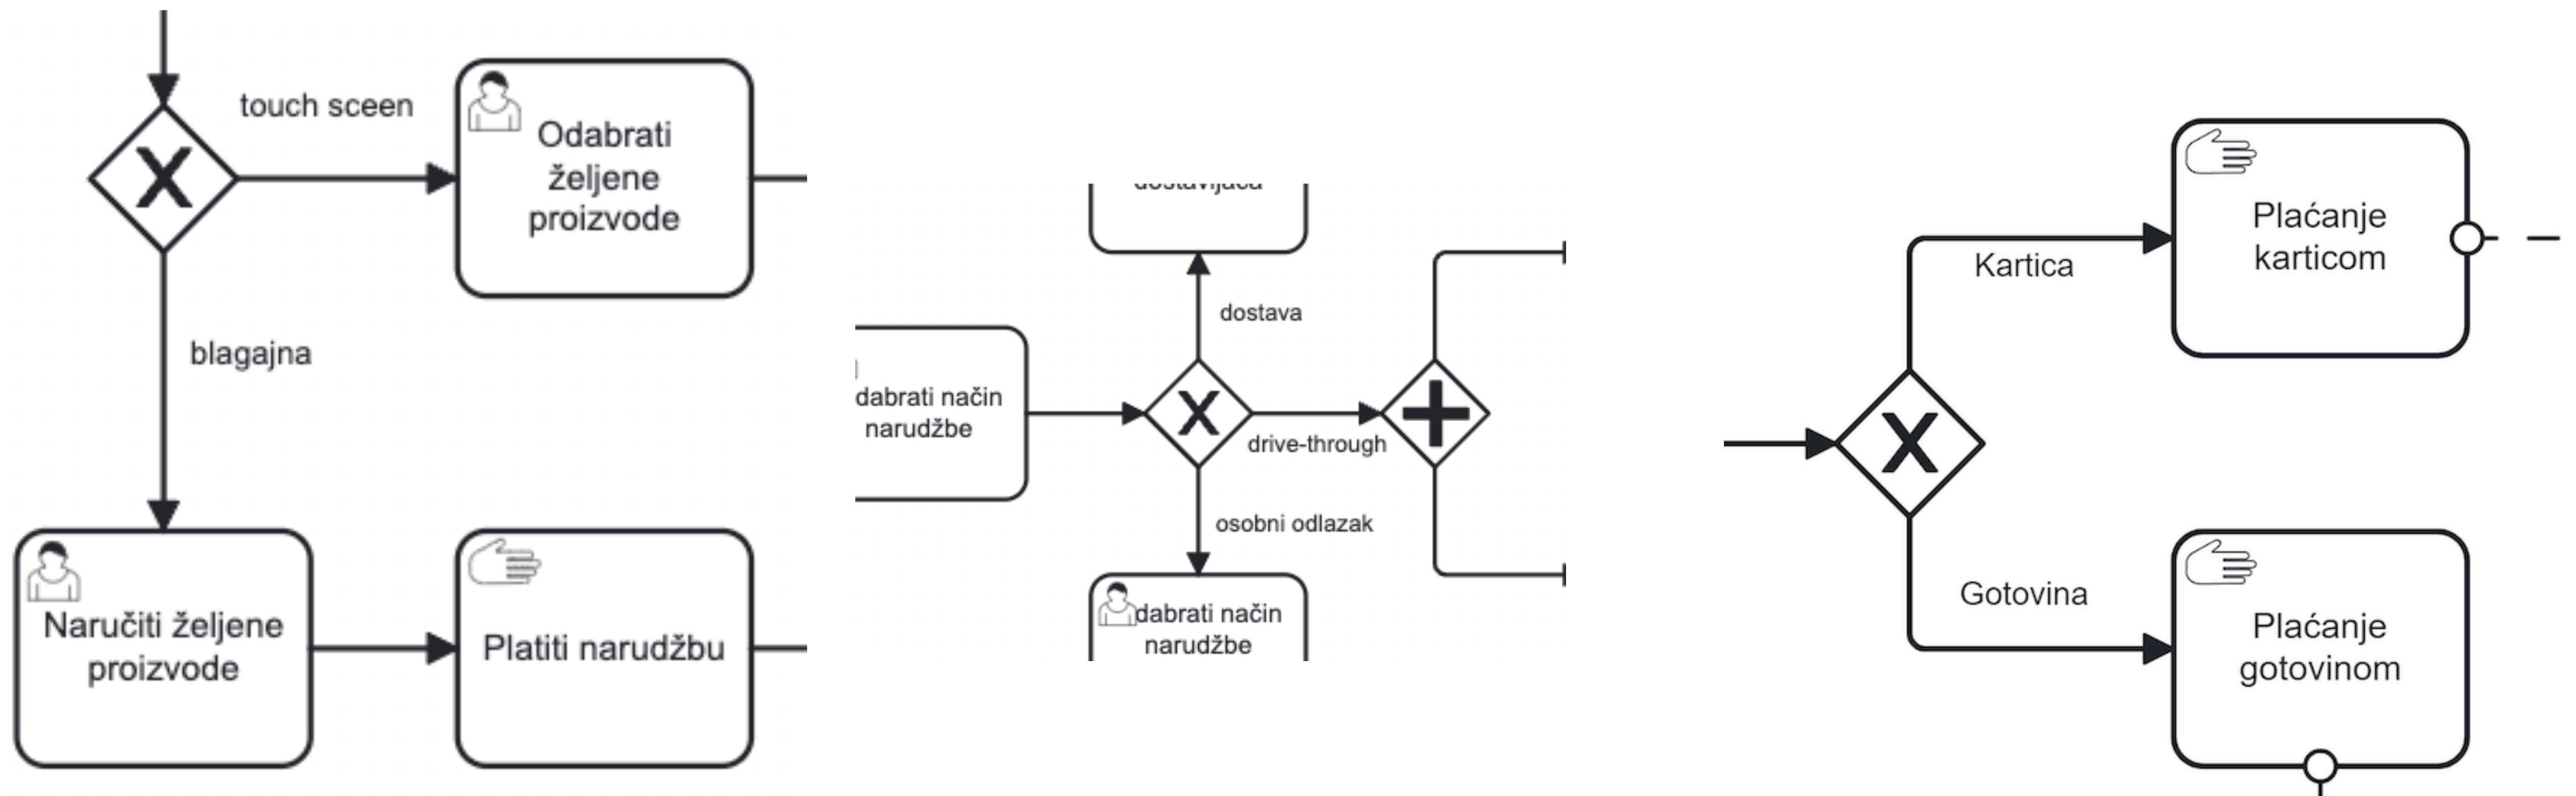 touch sceen
Odabrati
željene
proizvode
blagajna
Naručiti željene
proizvode
Platiti narudžbu
dostavljača
dostava
dabrati način
narudžbe
drive-through
osobni odlazak
dabrati način
narudžbe
Kartica
Plaćanje
karticom
Gotovina
Plaćanje
gotovinom